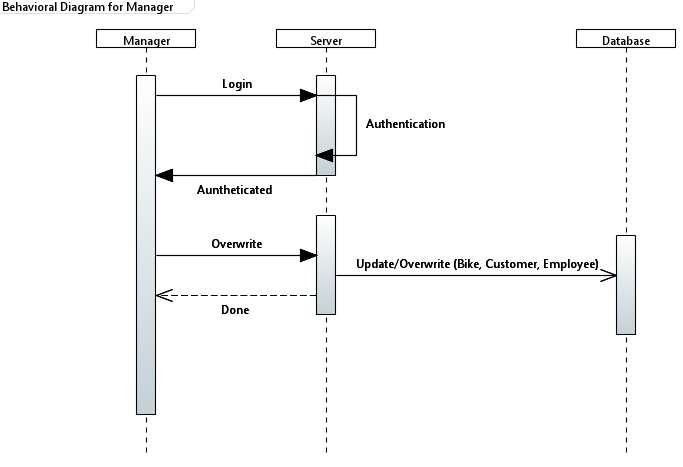 Behavioral Diagram for Manager
Manager
Server
Database
Login
Authentication
Auntheticated
Overwrite
Update/Overwrite (Bike, Customer, Employee)
Done